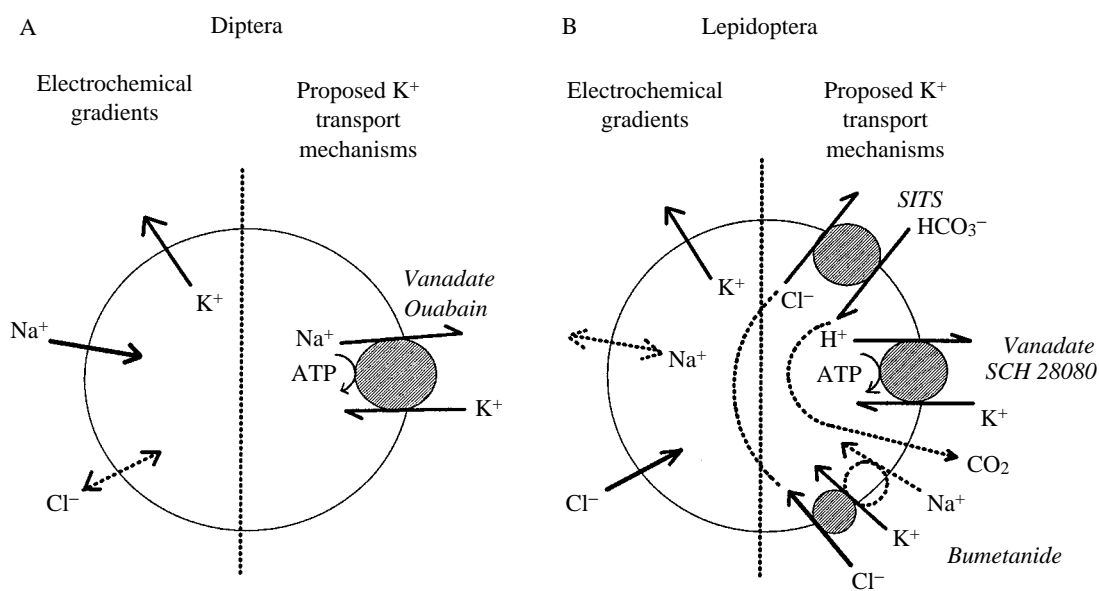 A
Diptera
Electrochemical
gradients
Proposed K⁺
transport
mechanisms
K⁺
Na⁺
Cl⁻
Vanadate
Ouabain
Na⁺
ATP
K⁺
B
Lepidoptera
Electrochemical
gradients
Proposed K⁺
transport
mechanisms
K⁺
Na⁺
Cl⁻
SITS
HCO₃⁻
Cl⁻
H⁺
ATP
Vanadate
SCH 28080
K⁺
CO₂
Na⁺
K⁺
Bumetanide
Cl⁻